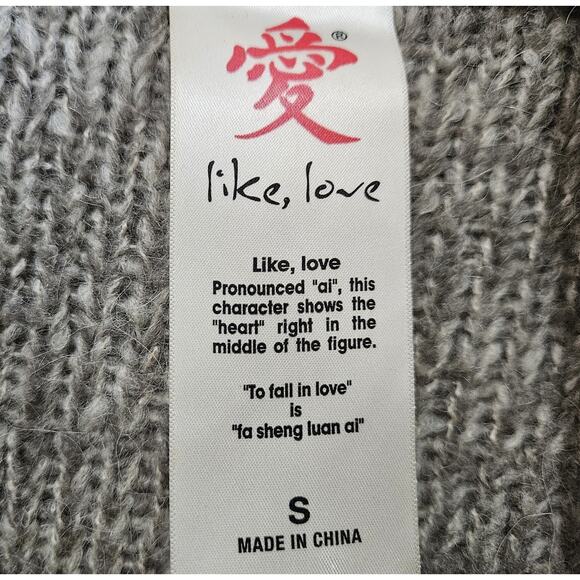 愛®
like, love
Like, love
Pronounced "ai", this
character shows the
"heart" right in the
middle of the figure.
"To fall in love"
is
"fa sheng luan ai"
S
MADE IN CHINA